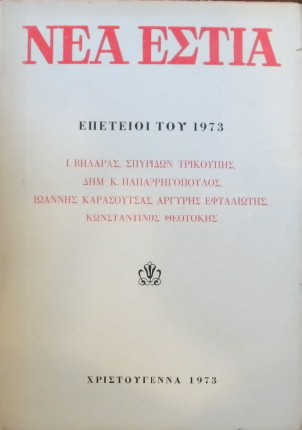 ΝΕΑ ΕΣΤΙΑ
ΕΠΕΤΕΙΟΙ ΤΟΥ 1973
Ι. ΒΗΛΑΡΑΣ, ΣΠΥΡΙΔΩΝ ΤΡΙΚΟΥΠΗΣ,
ΔΗΜ. Κ. ΠΑΠΑΡΡΗΓΟΠΟΥΛΟΣ,
ΙΩΑΝΝΗΣ ΚΑΡΑΣΟΥΤΣΑΣ, ΑΡΓΥΡΗΣ ΕΦΤΑΛΙΩΤΗΣ,
ΚΩΝΣΤΑΝΤΙΝΟΣ ΘΕΟΤΟΚΗΣ
ΧΡΙΣΤΟΥΓΕΝΝΑ 1973